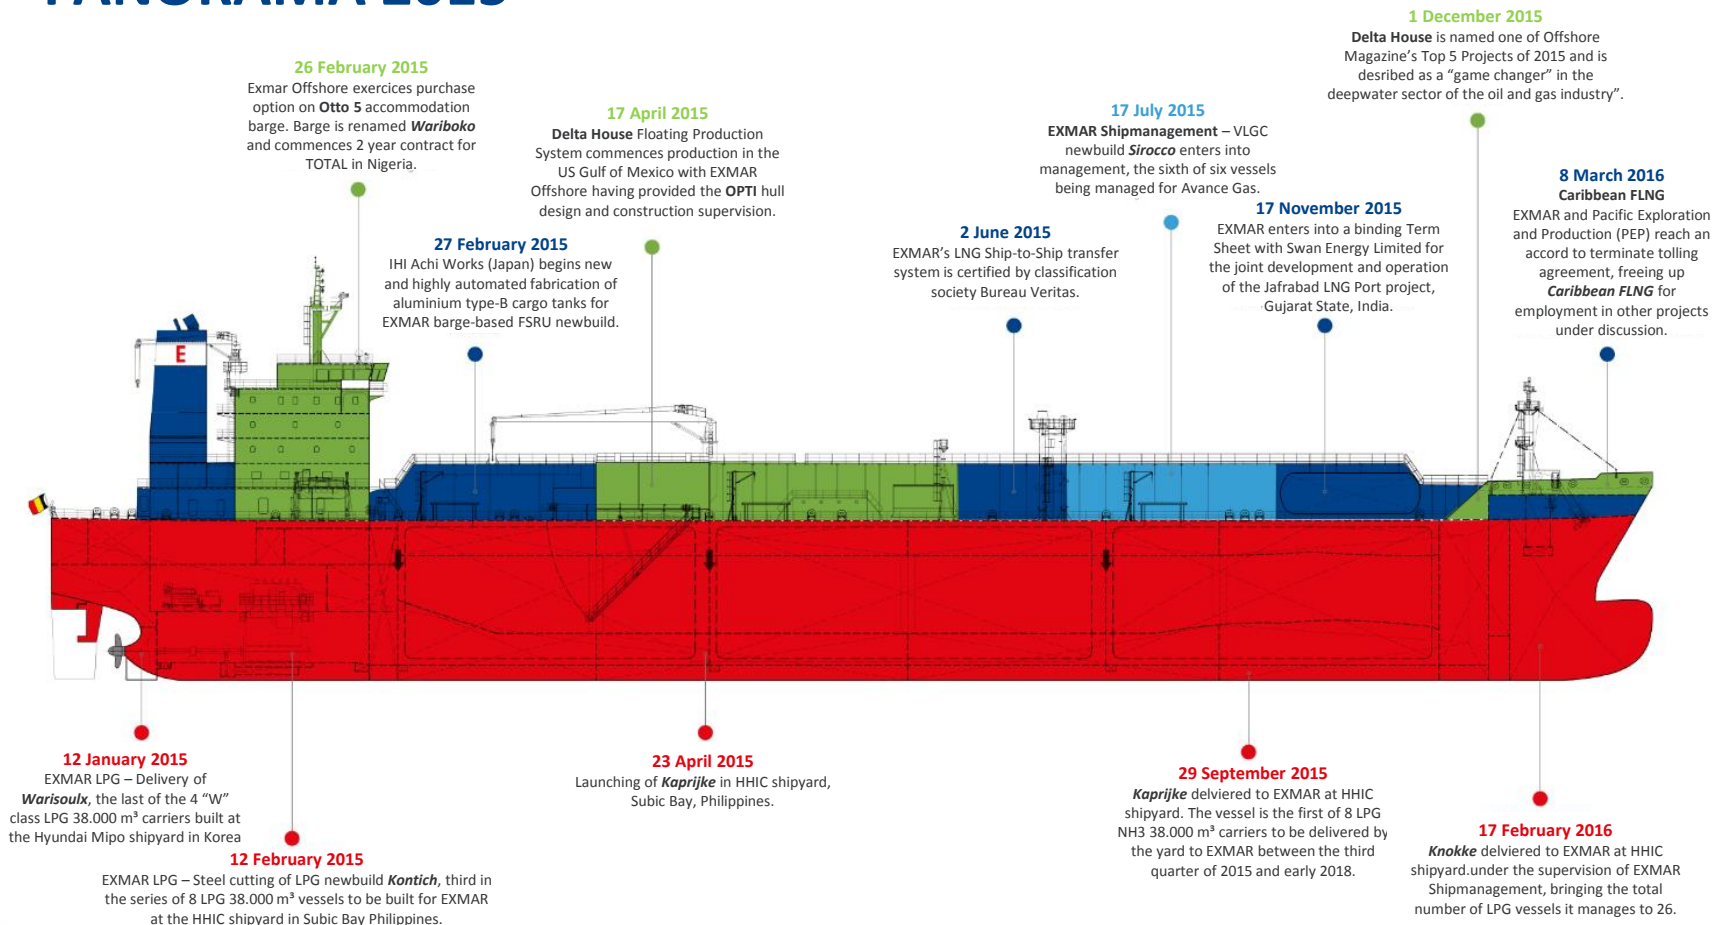 PANORAMA 2015
26 February 2015
Exmar Offshore exercices purchase
option on Otto 5 accommodation
barge. Barge is renamed Wariboko
and commences 2 year contract for
TOTAL in Nigeria.
17 April 2015
Delta House Floating Production
System commences production in the
US Gulf of Mexico with EXMAR
Offshore having provided the OPTI hull
design and construction supervision.
27 February 2015
IHI Achi Works (Japan) begins new
and highly automated fabrication of
aluminium type-B cargo tanks for
EXMAR barge-based FSRU newbuild.
2 June 2015
EXMAR's LNG Ship-to-Ship transfer
system is certified by classification
society Bureau Veritas.
17 July 2015
EXMAR Shipmanagement – VLGC
newbuild Sirocco enters into
management, the sixth of six vessels
being managed for Avance Gas.
17 November 2015
EXMAR enters into a binding Term
Sheet with Swan Energy Limited for
the joint development and operation
of the Jafrabad LNG Port project,
Gujarat State, India.
1 December 2015
Delta House is named one of Offshore
Magazine's Top 5 Projects of 2015 and is
desribed as a “game changer” in the
deepwater sector of the oil and gas industry”.
8 March 2016
Caribbean FLNG
EXMAR and Pacific Exploration
and Production (PEP) reach an
accord to terminate tolling
agreement, freeing up
Caribbean FLNG for
employment in other projects
under discussion.
E
12 January 2015
EXMAR LPG – Delivery of
Warisoulx, the last of the 4 “W”
class LPG 38.000 m³ carriers built at
the Hyundai Mipo shipyard in Korea
12 February 2015
EXMAR LPG – Steel cutting of LPG newbuild Kontich, third in
the series of 8 LPG 38.000 m³ vessels to be built for EXMAR
at the HHIC shipyard in Subic Bay Philippines.
23 April 2015
Launching of Kaprijke in HHIC shipyard,
Subic Bay, Philippines.
29 September 2015
Kaprijke delviered to EXMAR at HHIC
shipyard. The vessel is the first of 8 LPG
NH3 38.000 m³ carriers to be delivered by
the yard to EXMAR between the third
quarter of 2015 and early 2018.
17 February 2016
Knokke delviered to EXMAR at HHIC
shipyard.under the supervision of EXMAR
Shipmanagement, bringing the total
number of LPG vessels it manages to 26.